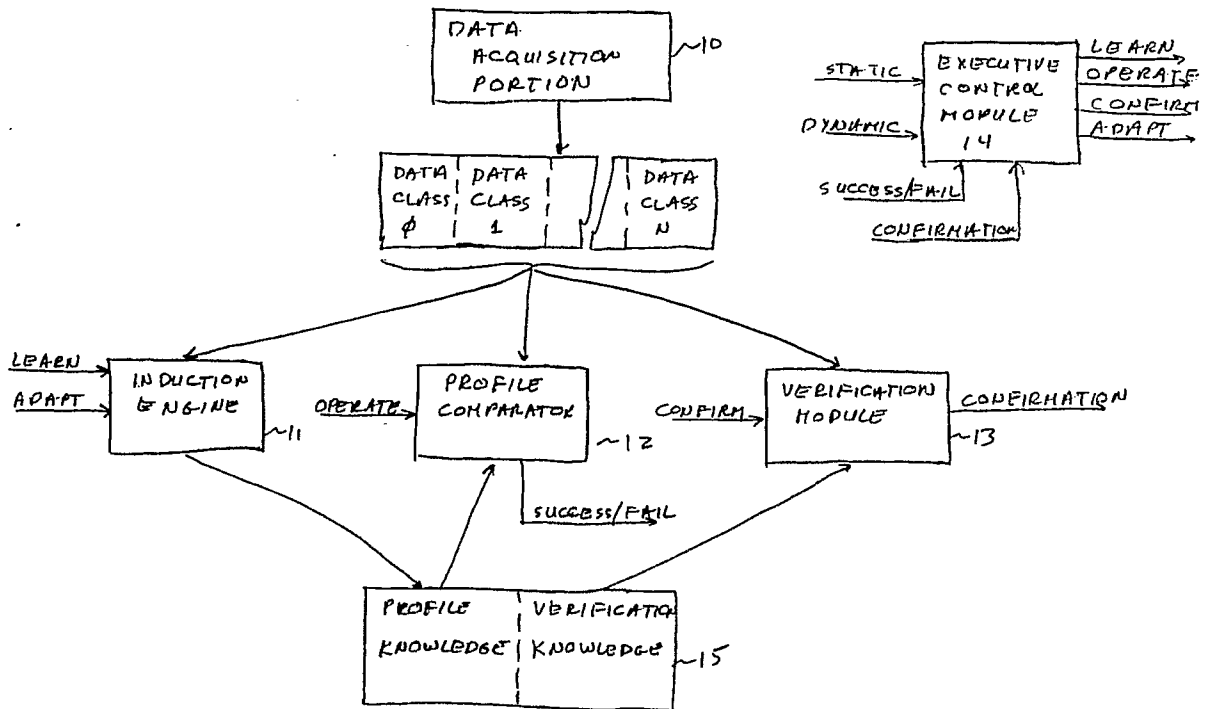 DATA
ACQUISITION
PORTION
~10
STATIC
DYNAMIC
EXECUTIVE
CONTROL
MODULE
14
LEARN
OPERATE
CONFIRM
ADAPT
SUCCESS/FAIL
CONFIRMATION
DATA
CLASS
φ
DATA
CLASS
1
DATA
CLASS
N
LEARN
ADAPT
INDUCTION
ENGINE
~11
OPERATE
PROFILE
COMPARATOR
~12
SUCCESS/FAIL
CONFIRM
VERIFICATION
MODULE
~13
CONFIRMATION
PROFILE
KNOWLEDGE
VERIFICATION
KNOWLEDGE
~15